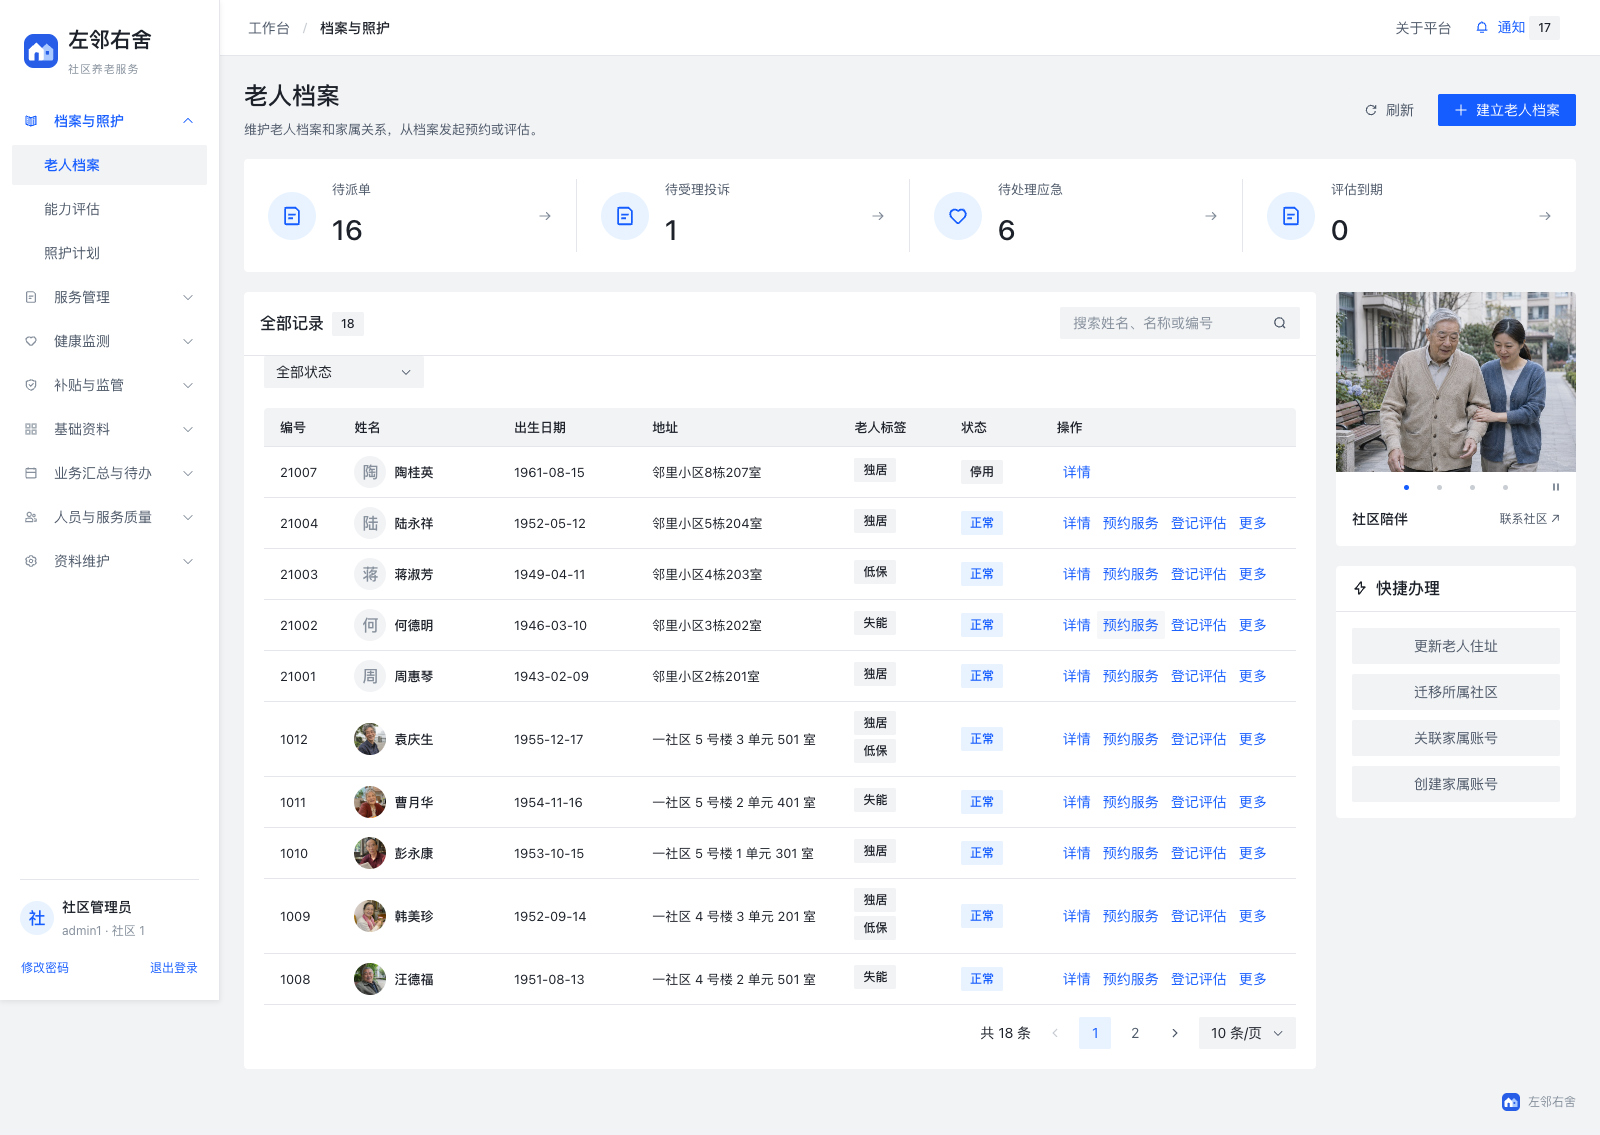 左邻右舍
社区养老服务
档案与照护
老人档案
能力评估
照护计划
服务管理
健康监测
补贴与监管
基础资料
业务汇总与待办
人员与服务质量
资料维护
社
社区管理员
admin1 · 社区 1
修改密码 退出登录
工作台 / 档案与照护
关于平台 通知 17
老人档案
维护老人档案和家属关系，从档案发起预约或评估。
刷新 + 建立老人档案
待派单
16
待受理投诉
1
待处理应急
6
评估到期
0
全部记录 18
搜索姓名、名称或编号
全部状态
编号 姓名 出生日期 地址 老人标签 状态 操作
21007 陶 陶桂英 1961-08-15 邻里小区8栋207室 独居 停用 详情
21004 陆 陆永祥 1952-05-12 邻里小区5栋204室 独居 正常 详情 预约服务 登记评估 更多
21003 蒋 蒋淑芳 1949-04-11 邻里小区4栋203室 低保 正常 详情 预约服务 登记评估 更多
21002 何 何德明 1946-03-10 邻里小区3栋202室 失能 正常 详情 预约服务 登记评估 更多
21001 周 周惠琴 1943-02-09 邻里小区2栋201室 独居 正常 详情 预约服务 登记评估 更多
1012 袁庆生 1955-12-17 一社区 5 号楼 3 单元 501 室 独居 低保 正常 详情 预约服务 登记评估 更多
1011 曹月华 1954-11-16 一社区 5 号楼 2 单元 401 室 失能 正常 详情 预约服务 登记评估 更多
1010 彭永康 1953-10-15 一社区 5 号楼 1 单元 301 室 独居 正常 详情 预约服务 登记评估 更多
1009 韩美珍 1952-09-14 一社区 4 号楼 3 单元 201 室 独居 低保 正常 详情 预约服务 登记评估 更多
1008 汪德福 1951-08-13 一社区 4 号楼 2 单元 501 室 失能 正常 详情 预约服务 登记评估 更多
共 18 条 1 2 10 条/页
社区陪伴 联系社区
快捷办理
更新老人住址
迁移所属社区
关联家属账号
创建家属账号
左邻右舍